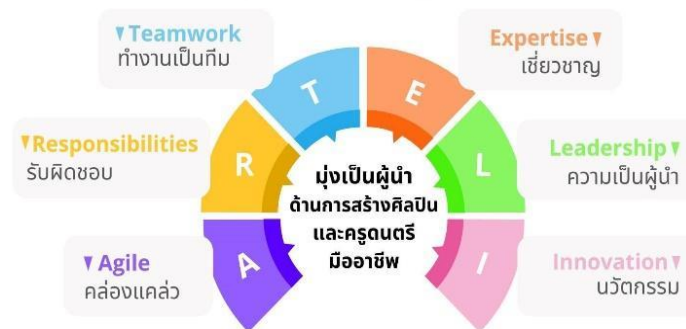 Teamwork
ทำงานเป็นทีม
Expertise
เชี่ยวชาญ
Responsibilities
รับผิดชอบ
Leadership
ความเป็นผู้นำ
Agile
คล่องแคล่ว
Innovation
นวัตกรรม
A
R
T
E
L
I
มุ่งเป็นผู้นำ
ด้านการสร้างศิลปิน
และครูดนตรี
มืออาชีพ